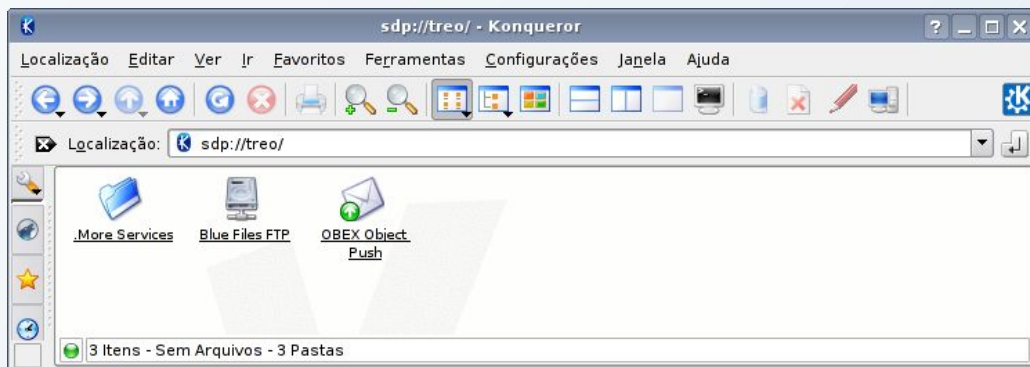 sdp://treo/ - Konqueror
Localização Editar Ver Ir Favoritos Ferramentas Configurações Janela Ajuda
Localização: sdp://treo/
.More Services Blue Files FTP OBEX Object
Push
3 Itens - Sem Arquivos - 3 Pastas